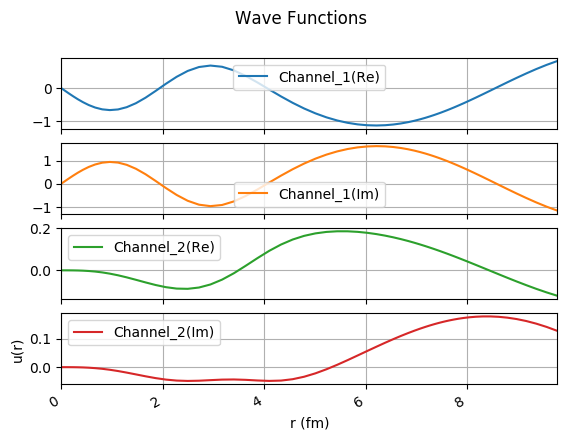 Wave Functions
Channel_1(Re)
0
−1
Channel_1(Im)
1
0
−1
Channel_2(Re)
0.2
0.0
Channel_2(Im)
0.1
0.0
u(r)
0
2
4
6
8
r (fm)